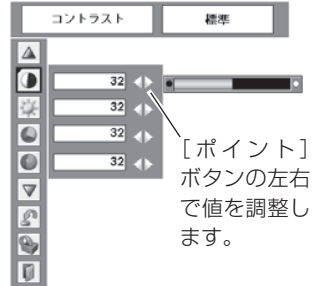 コントラスト 標準
32
32
32
32
［ポイント］
ボタンの左右
で値を調整し
ます。